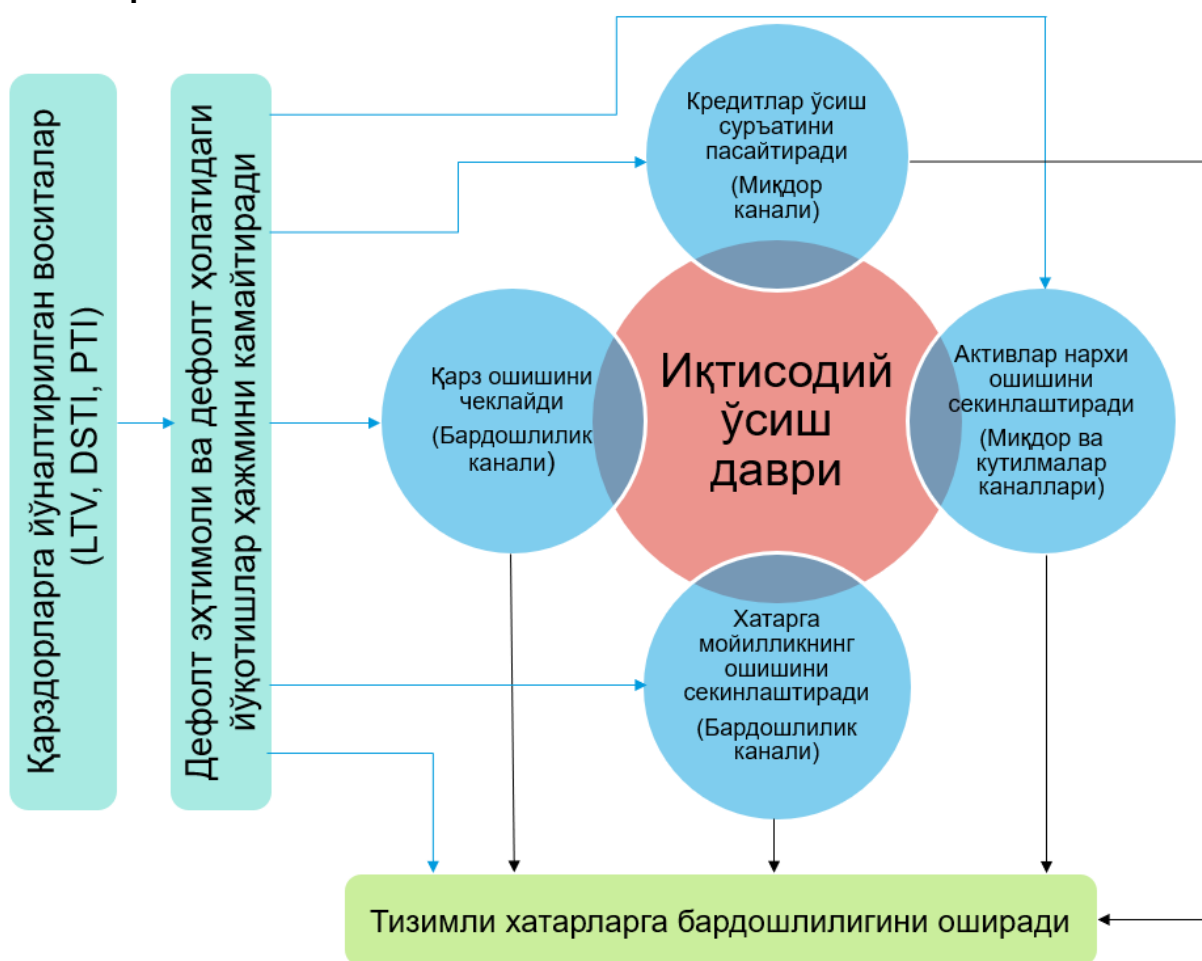 Қарздорларга йўналтирилган воситалар
(LTV, DSTI, PTI)
Дефолт эҳтимоли ва дефолт ҳолатидаги
йўқотишлар ҳажмини камайтиради
Кредитлар ўсиш
суръатини
пасайтиради
(Миқдор
канали)
Қарз ошишини
чеклайди
(Бардошлилик
канали)
Иқтисодий
ўсиш
даври
Активлар нархи
ошишини
секинлаштиради
(Миқдор ва
кутилмалар
каналлари)
Хатарга
мойилликнинг
ошишини
секинлаштиради
(Бардошлилик
канали)
Тизимли хатарларга бардошлилигини оширади